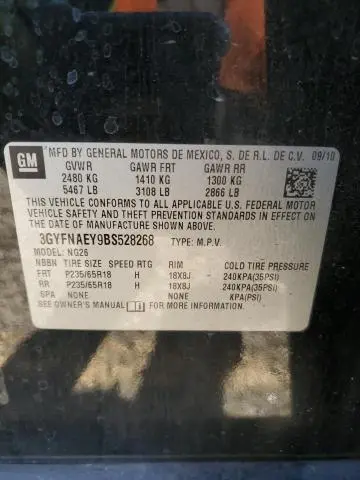 GM
MFD BY GENERAL MOTORS DE MEXICO, S. DE R.L. DE C.V. 09/10
GVWR GAWR FRT GAWR RR
2480 KG 1410 KG 1300 KG
5467 LB 3108 LB 2866 LB
THIS VEHICLE CONFORMS TO ALL APPLICABLE U.S. FEDERAL
MOTOR VEHICLE SAFETY AND THEFT PREVENTION STANDARDS
IN EFFECT ON THE DATE OF MANUFACTURE SHOWN ABOVE.
3GYFNAEY9BS528268 TYPE: M.P.V.
MODEL: NG26
NBBN TIRE SIZE SPEED RTG RIM COLD TIRE PRESSURE
FRT P235/65R18 H 18X8J 240KPA(35PSI)
RR P235/65R18 H 18X8J 240KPA(35PSI)
NONE NONE KPA(PSI)
SEE OWNER'S MANUAL FOR MORE INFORMATION